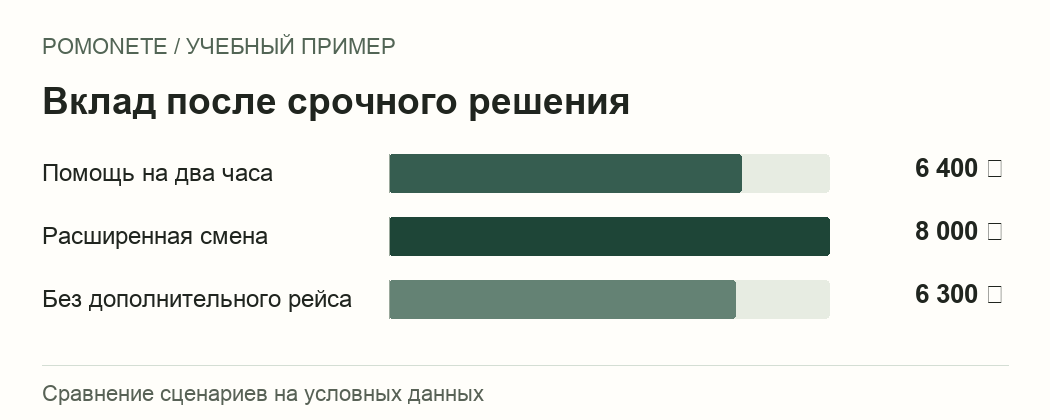 POMONETE / УЧЕБНЫЙ ПРИМЕР
Вклад после срочного решения
Помощь на два часа 6 400 □
Расширенная смена 8 000 □
Без дополнительного рейса 6 300 □
Сравнение сценариев на условных данных